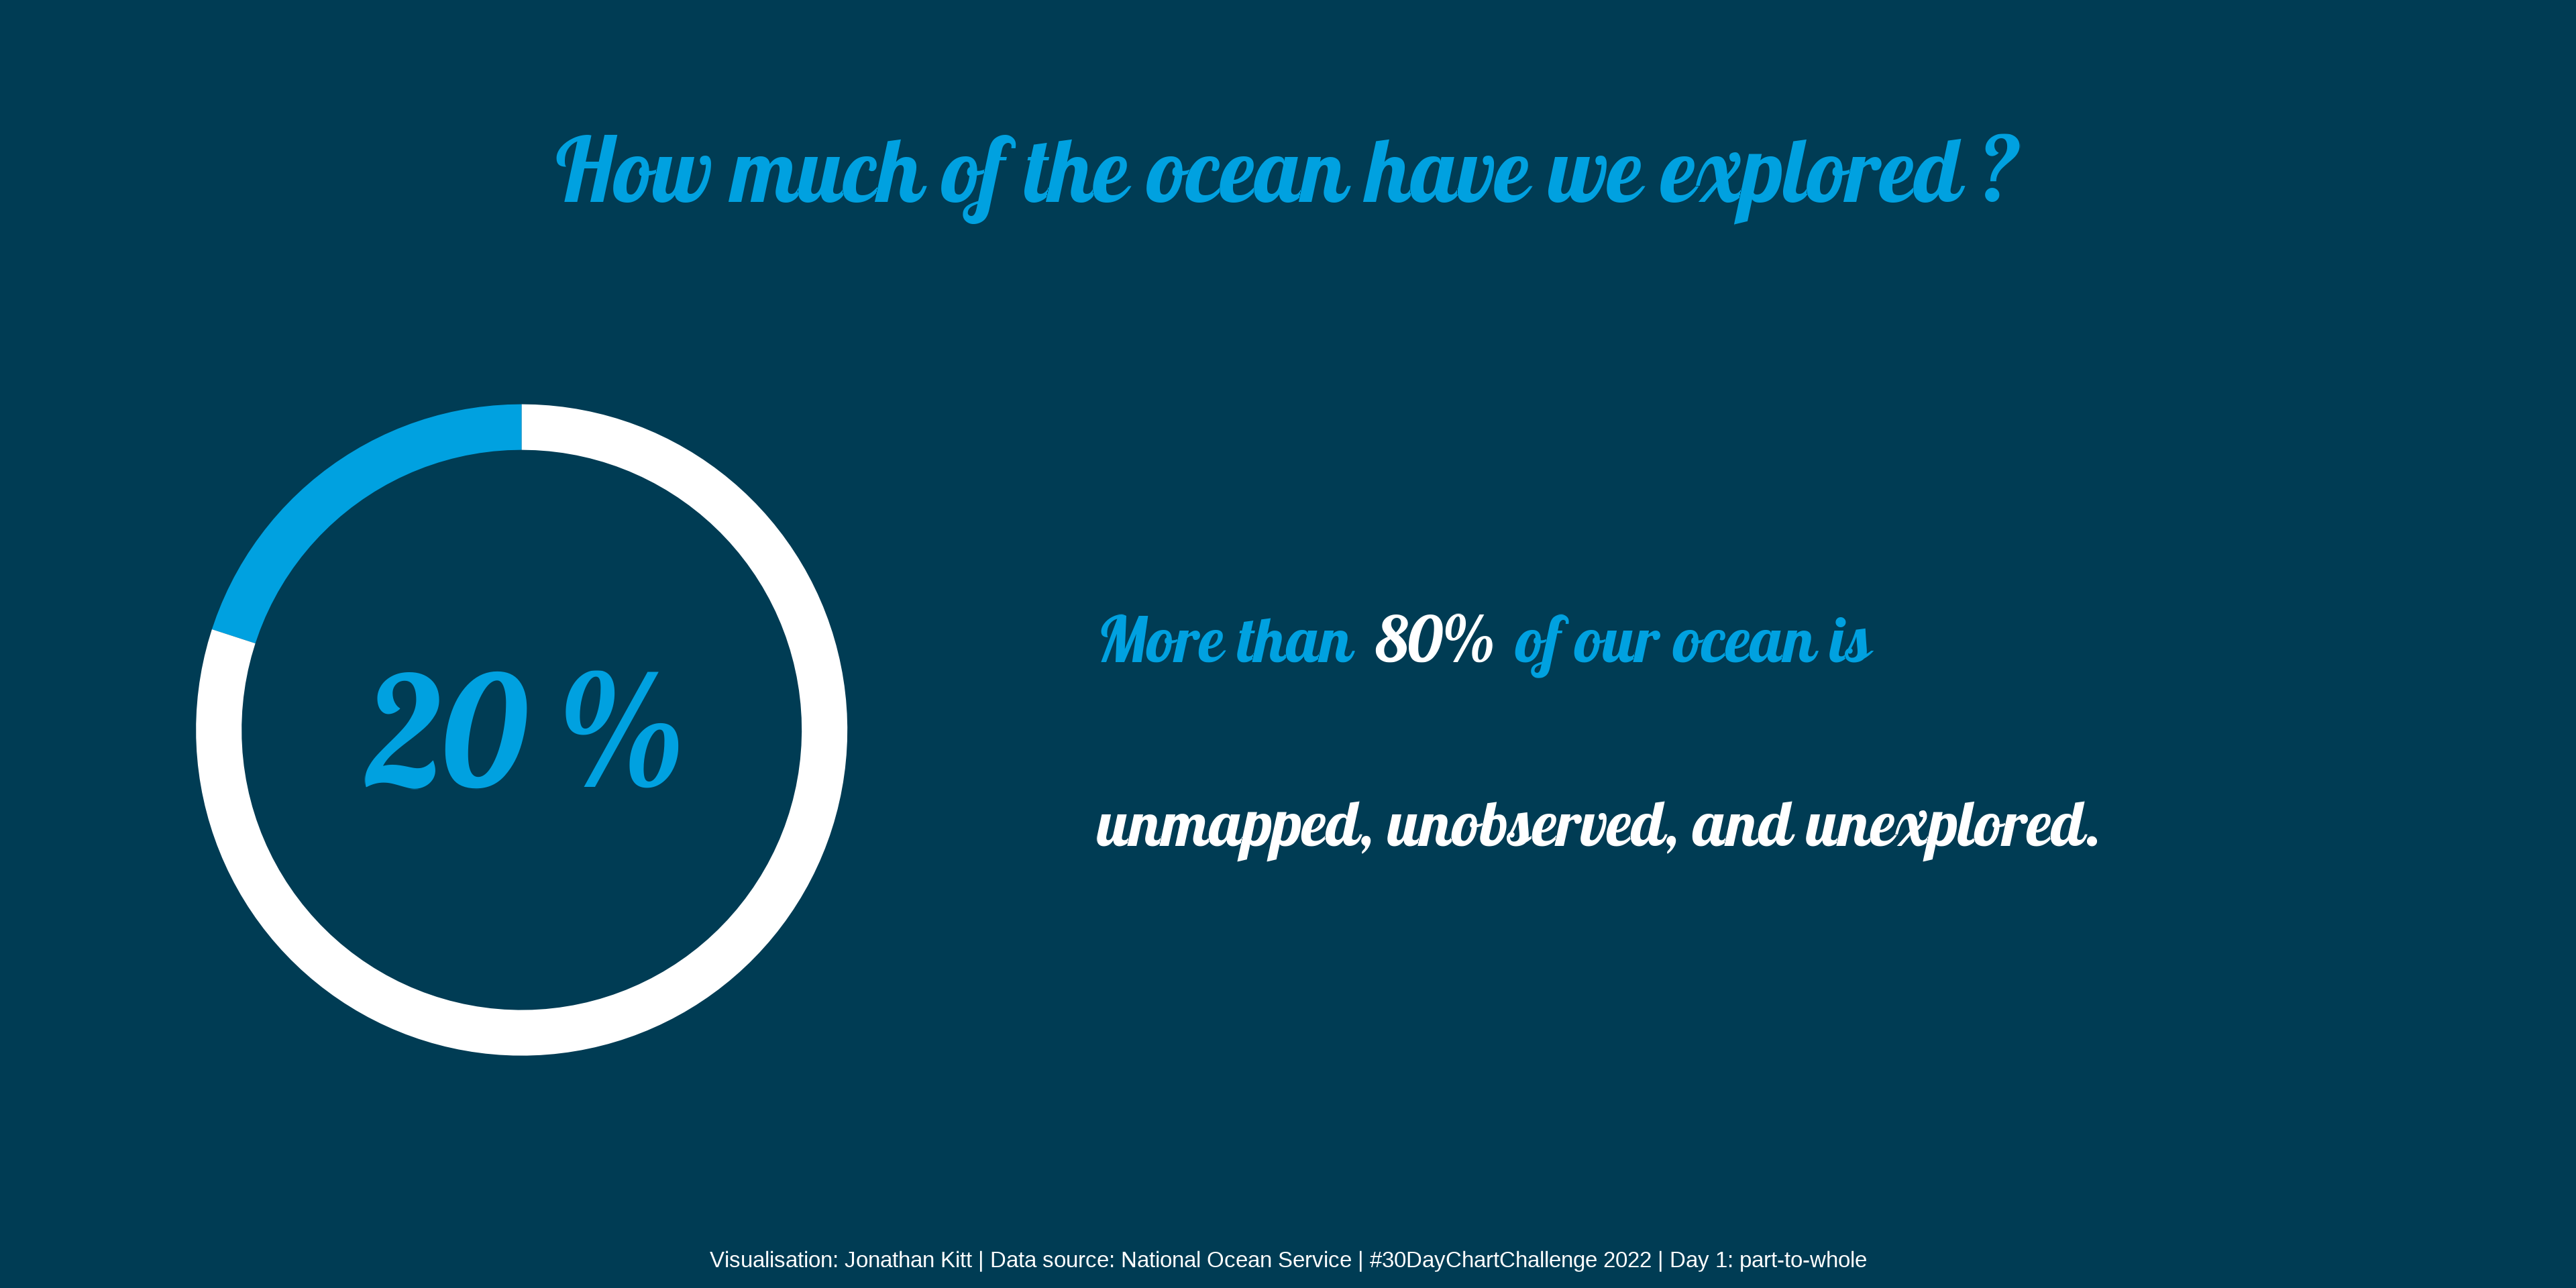 How much of the ocean have we explored ?
20 %
More than 80% of our ocean is
unmapped, unobserved, and unexplored.
Visualisation: Jonathan Kitt | Data source: National Ocean Service | #30DayChartChallenge 2022 | Day 1: part-to-whole